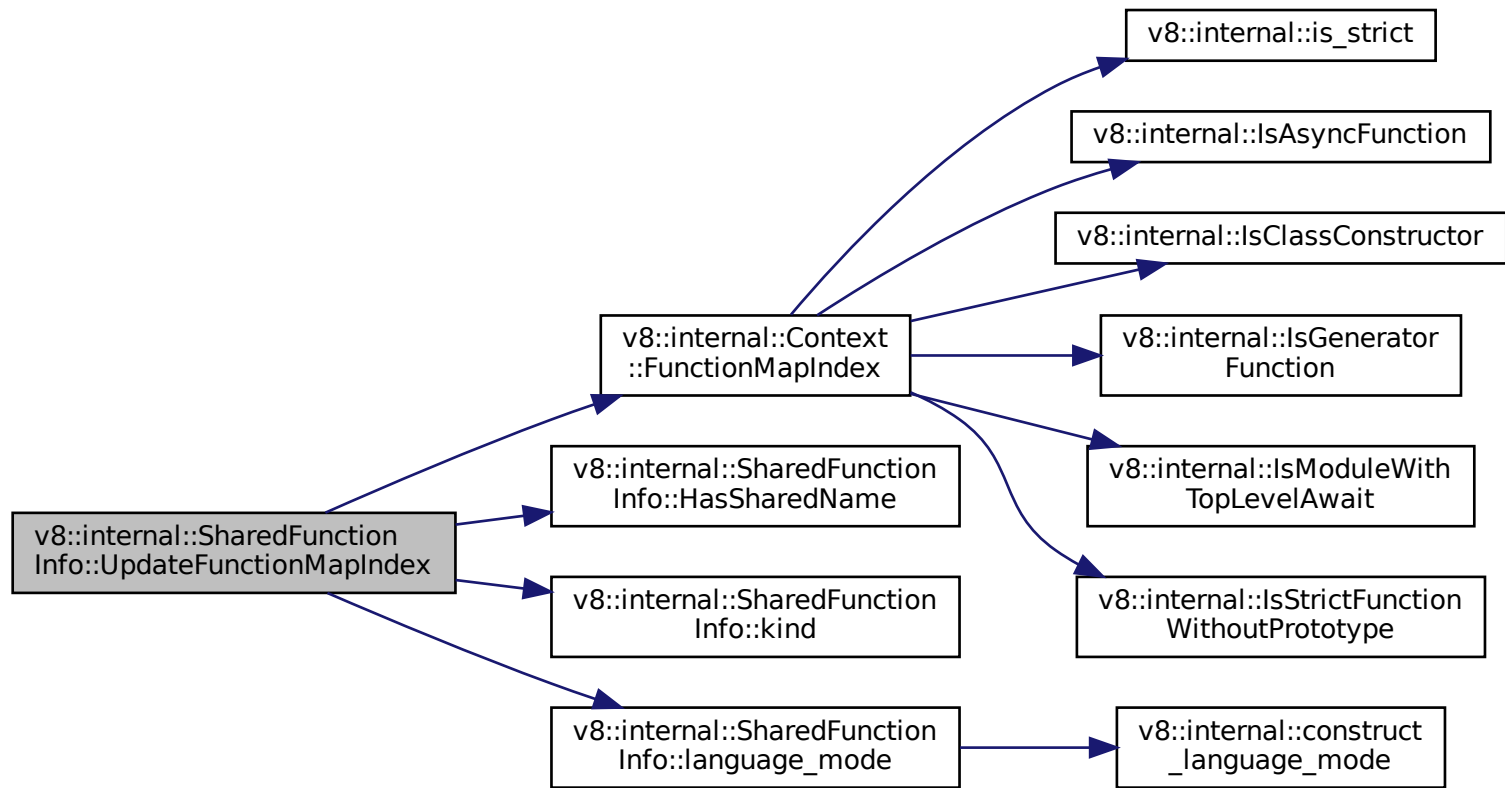 v8::internal::is_strict
v8::internal::IsAsyncFunction
v8::internal::IsClassConstructor
v8::internal::Context
::FunctionMapIndex
v8::internal::IsGenerator
Function
v8::internal::IsModuleWith
TopLevelAwait
v8::internal::SharedFunction
Info::HasSharedName
v8::internal::SharedFunction
Info::UpdateFunctionMapIndex
v8::internal::SharedFunction
Info::kind
v8::internal::IsStrictFunction
WithoutPrototype
v8::internal::SharedFunction
Info::language_mode
v8::internal::construct
_language_mode